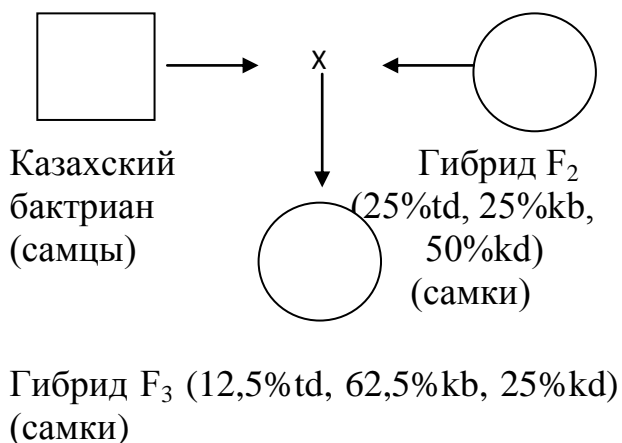 X
Казахский
бактриан
(самцы)
Гибрид F₂
(25%td, 25%kb,
50%kd)
(самки)
Гибрид F₃ (12,5%td, 62,5%kb, 25%kd)
(самки)